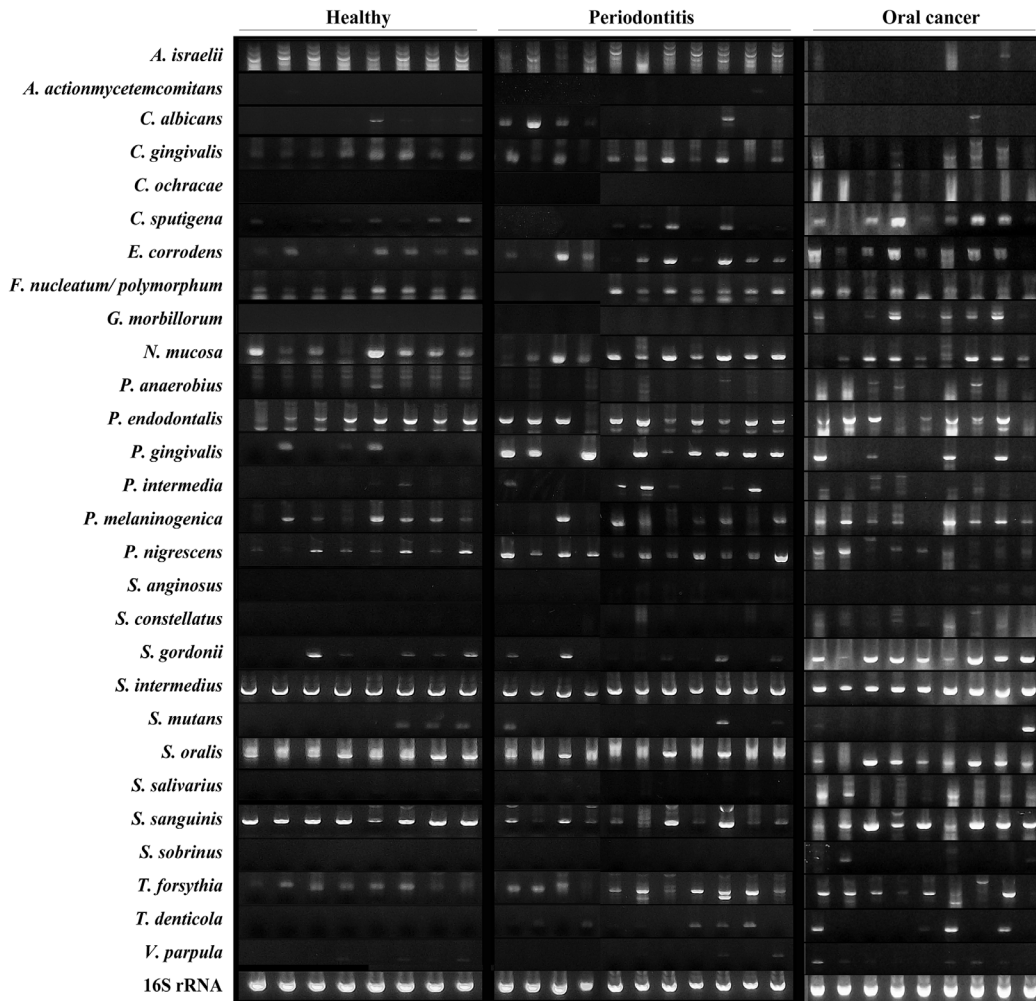 Healthy Periodontitis Oral cancer
A. israelii
A. actionmycetemcomitans
C. albicans
C. gingivalis
C. ochracae
C. sputigena
E. corrodens
F. nucleatum/ polymorphum
G. morbillorum
N. mucosa
P. anaerobius
P. endodontalis
P. gingivalis
P. intermedia
P. melaninogenica
P. nigrescens
S. anginosus
S. constellatus
S. gordonii
S. intermedius
S. mutans
S. oralis
S. salivarius
S. sanguinis
S. sobrinus
T. forsythia
T. denticola
V. parpula
16S rRNA